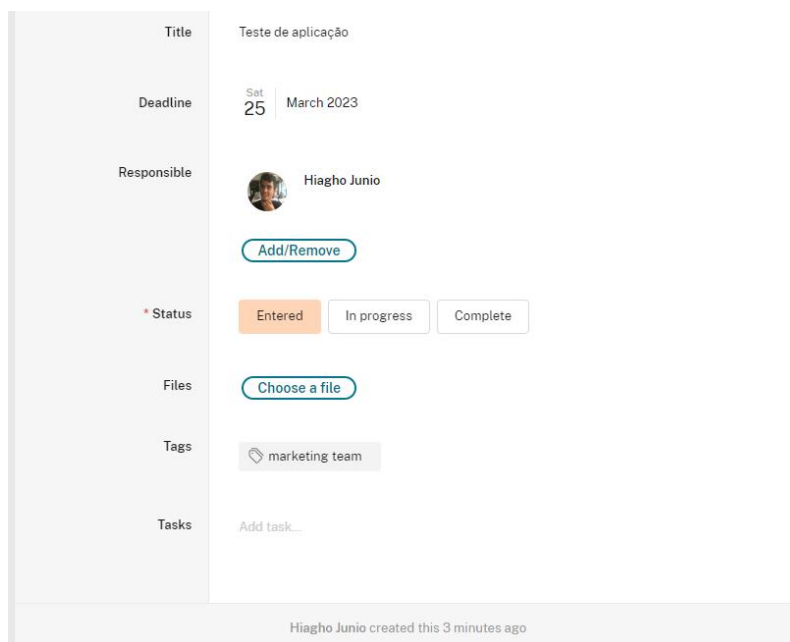 Title Teste de aplicação
Deadline Sat 25 March 2023
Responsible Hiagho Junio
Add/Remove
* Status Entered In progress Complete
Files Choose a file
Tags marketing team
Tasks Add task...
Hiagho Junio created this 3 minutes ago